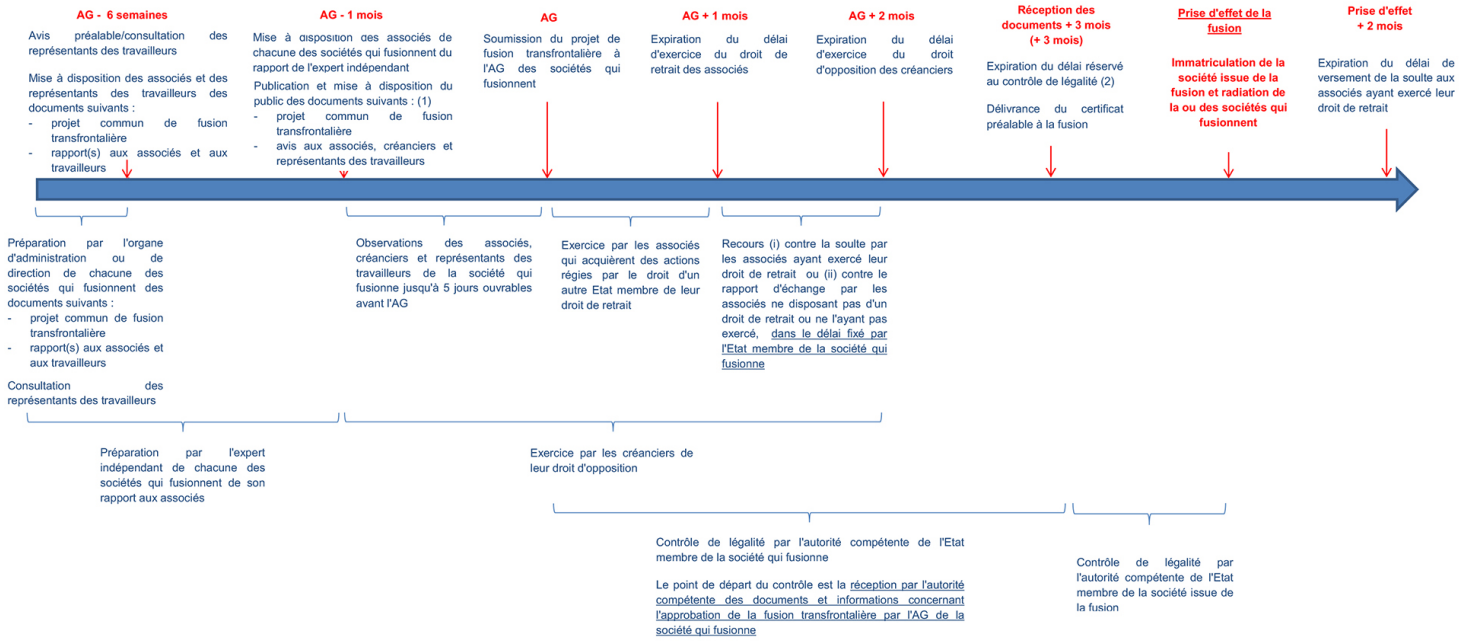 AG - 6 semaines
Avis préalable/consultation des
représentants des travailleurs
Mise à disposition des associés et des
représentants des travailleurs des
documents suivants :
- projet commun de fusion
transfrontalière
- rapport(s) aux associés et aux
travailleurs
AG - 1 mois
Mise à disposition des associés de
chacune des sociétés qui fusionnent du
rapport de l'expert indépendant
Publication et mise à disposition du
public des documents suivants : (1)
- projet commun de fusion
transfrontalière
- avis aux associés, créanciers et
représentants des travailleurs
AG
Soumission du projet de
fusion transfrontalière à
l'AG des sociétés qui
fusionnent
AG + 1 mois
Expiration du délai
d'exercice du droit de
retrait des associés
AG + 2 mois
Expiration du délai
d'exercice du droit
d'opposition des créanciers
Réception des
documents + 3 mois
(+ 3 mois)
Expiration du délai réservé
au contrôle de légalité (2)
Délivrance du certificat
préalable à la fusion
Prise d'effet de la
fusion
Immatriculation de la
société issue de la
fusion et radiation de
la ou des sociétés qui
fusionnent
Prise d'effet
+ 2 mois
Expiration du délai de
versement de la soulte aux
associés ayant exercé leur
droit de retrait
Préparation par l'organe
d'administration ou de
direction de chacune des
sociétés qui fusionnent des
documents suivants :
- projet commun de fusion
transfrontalière
- rapport(s) aux associés et
aux travailleurs
Consultation des
représentants des travailleurs
Observations des associés,
créanciers et représentants des
travailleurs de la société qui
fusionne jusqu'à 5 jours ouvrables
avant l'AG
Exercice par les associés
qui acquièrent des actions
régies par le droit d'un
autre Etat membre de leur
droit de retrait
Recours (i) contre la soulte par
les associés ayant exercé leur
droit de retrait ou (ii) contre le
rapport d'échange par les
associés ne disposant pas d'un
droit de retrait ou ne l'ayant pas
exercé, dans le délai fixé par
l'Etat membre de la société qui
fusionne
Préparation par l'expert
indépendant de chacune des
sociétés qui fusionnent de son
rapport aux associés
Exercice par les créanciers de
leur droit d'opposition
Contrôle de légalité par l'autorité compétente de l'Etat
membre de la société qui fusionne
Le point de départ du contrôle est la réception par l'autorité
compétente des documents et informations concernant
l'approbation de la fusion transfrontalière par l'AG de la
société qui fusionne
Contrôle de légalité par
l'autorité compétente de l'Etat
membre de la société issue de
la fusion